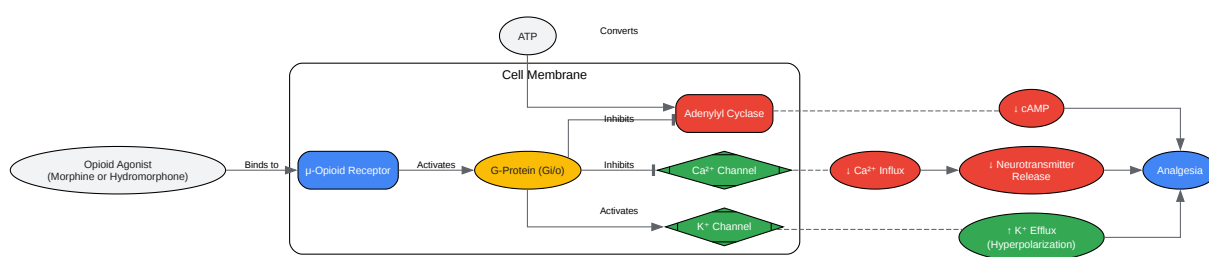 ATP
Converts
Cell Membrane
Adenylyl Cyclase
↓ cAMP
Inhibits
Opioid Agonist
(Morphine or Hydromorphone)
Binds to
μ-Opioid Receptor
Activates
G-Protein (Gi/o)
Inhibits
Ca²⁺ Channel
↓ Ca²⁺ Influx
↓ Neurotransmitter
Release
Analgesia
Activates
K⁺ Channel
↑ K⁺ Efflux
(Hyperpolarization)